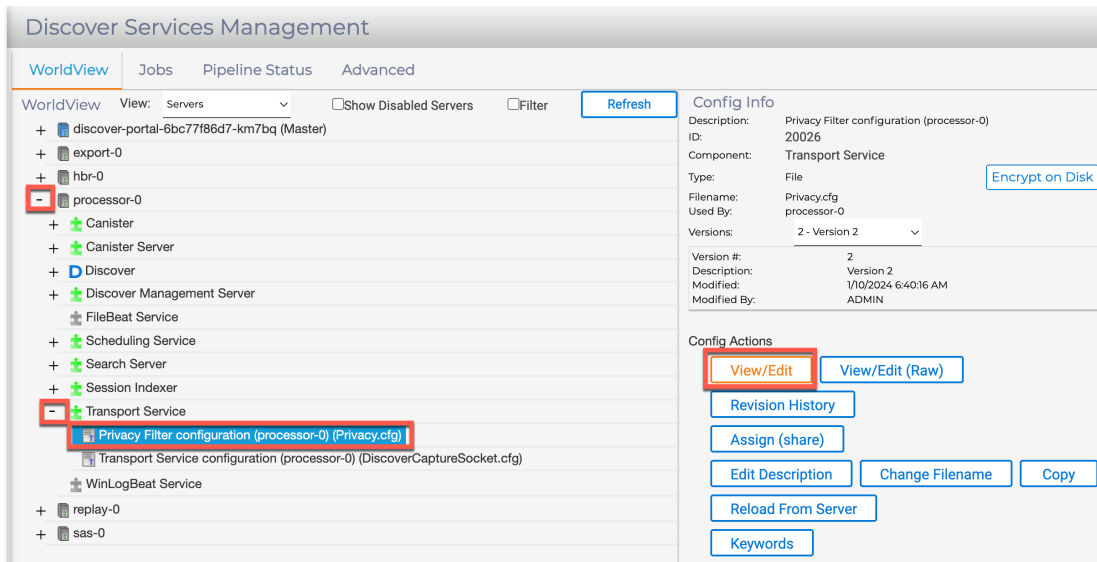 Discover Services Management
WorldView Jobs Pipeline Status Advanced
WorldView View: Servers Show Disabled Servers Filter Refresh
+ discover-portal-6bc77f86d7-km7bq (Master)
+ export-0
+ hbr-0
- processor-0
+ Canister
+ Canister Server
+ D Discover
+ Discover Management Server
FileBeat Service
+ Scheduling Service
+ Search Server
+ Session Indexer
- Transport Service
Privacy Filter configuration (processor-0) (Privacy.cfg)
Transport Service configuration (processor-0) (DiscoverCaptureSocket.cfg)
WinLogBeat Service
+ replay-0
+ sas-0
Config Info
Description: Privacy Filter configuration (processor-0)
ID: 20026
Component: Transport Service
Type: File Encrypt on Disk
Filename: Privacy.cfg
Used By: processor-0
Versions: 2 - Version 2
Version #: 2
Description: Version 2
Modified: 1/10/2024 6:40:16 AM
Modified By: ADMIN
Config Actions
View/Edit View/Edit (Raw)
Revision History
Assign (share)
Edit Description Change Filename Copy
Reload From Server
Keywords